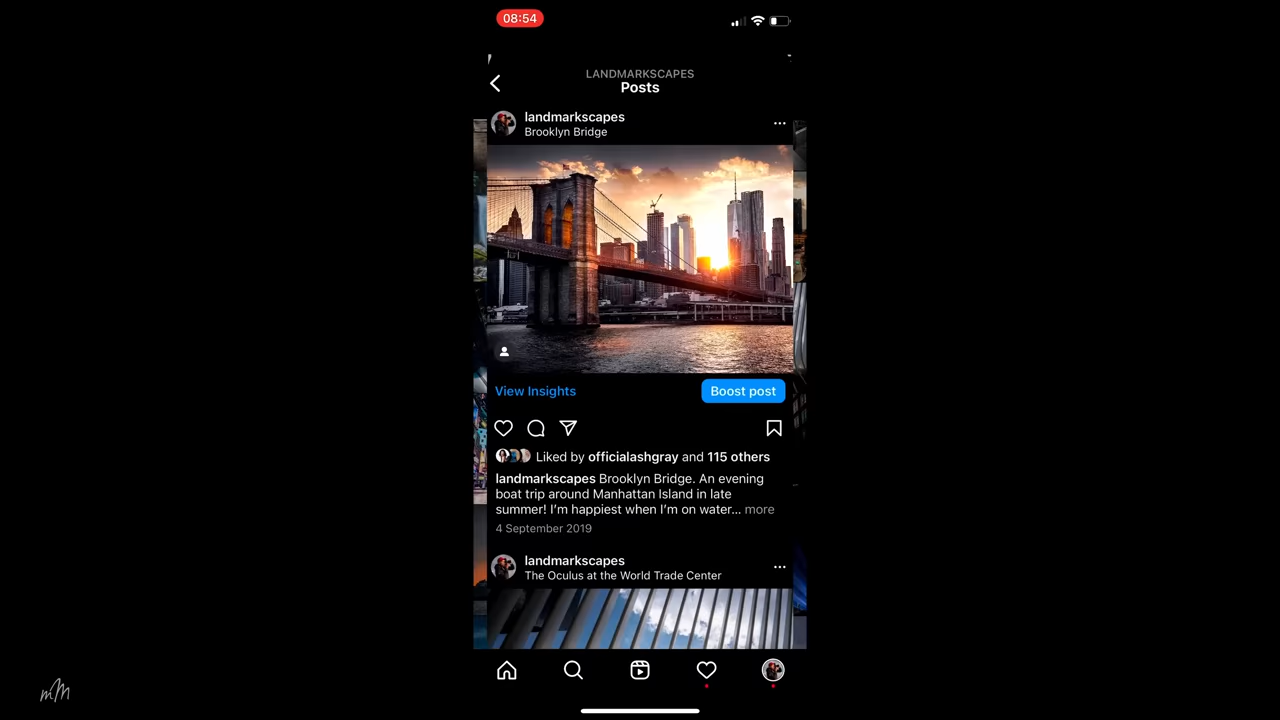 08:54
LANDMARKSCAPES
Posts
landmarkscapes
Brooklyn Bridge
View Insights
Boost post
Liked by officialashgray and 115 others
landmarkscapes Brooklyn Bridge. An evening
boat trip around Manhattan Island in late
summer! I'm happiest when I'm on water... more
4 September 2019
landmarkscapes
The Oculus at the World Trade Center